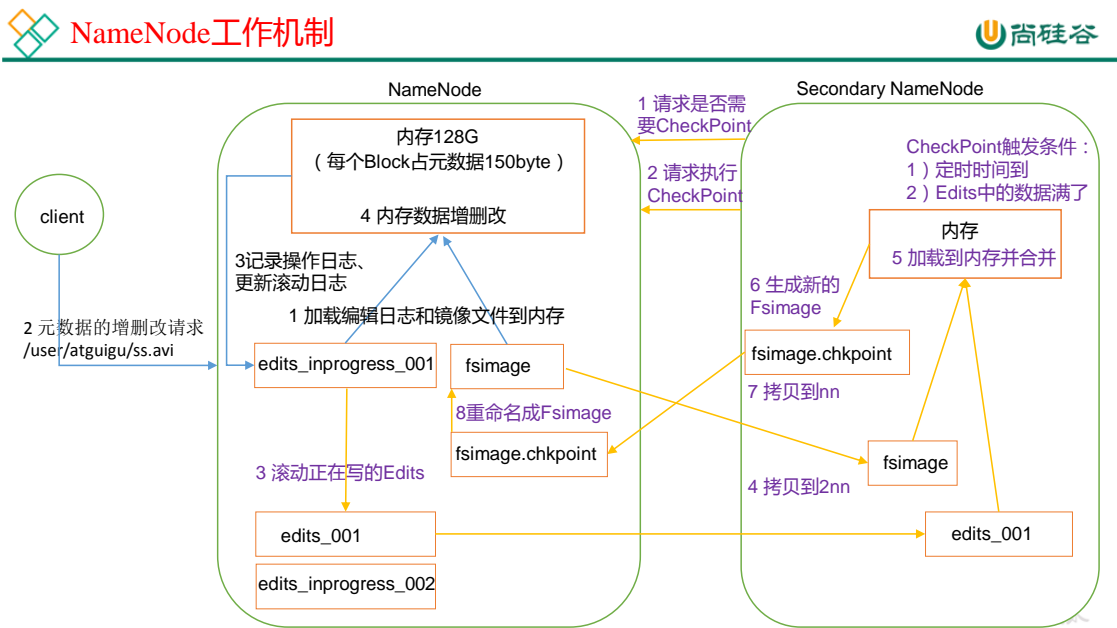 NameNode工作机制
尚硅谷
NameNode
Secondary NameNode
内存128G
（每个Block占元数据150byte）
4 内存数据增删改
1 请求是否需
要CheckPoint
2 请求执行
CheckPoint
CheckPoint触发条件：
1）定时时间到
2）Edits中的数据满了
client
内存
5 加载到内存并合并
3记录操作日志、
更新滚动日志
6 生成新的
Fsimage
1 加载编辑日志和镜像文件到内存
2 元数据的增删改请求
/user/atguigu/ss.avi
edits_inprogress_001
fsimage
fsimage.chkpoint
7 拷贝到nn
8重命名成Fsimage
fsimage.chkpoint
fsimage
3 滚动正在写的Edits
4 拷贝到2nn
edits_001
edits_001
edits_inprogress_002